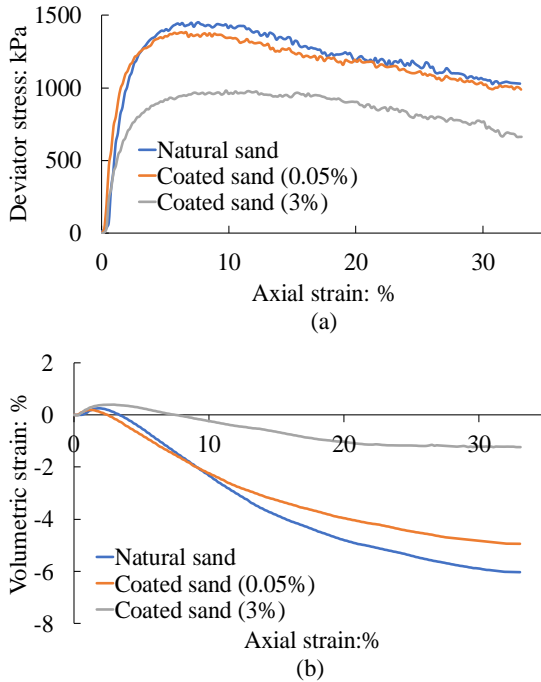 1500
1000
500
0
Deviator stress: kPa
Natural sand
Coated sand (0.05%)
Coated sand (3%)
0 10 20 30
Axial strain: %
(a)
2
0
-2
-4
-6
-8
Volumetric strain: %
0 10 20 30
Natural sand
Coated sand (0.05%)
Coated sand (3%)
Axial strain:%
(b)